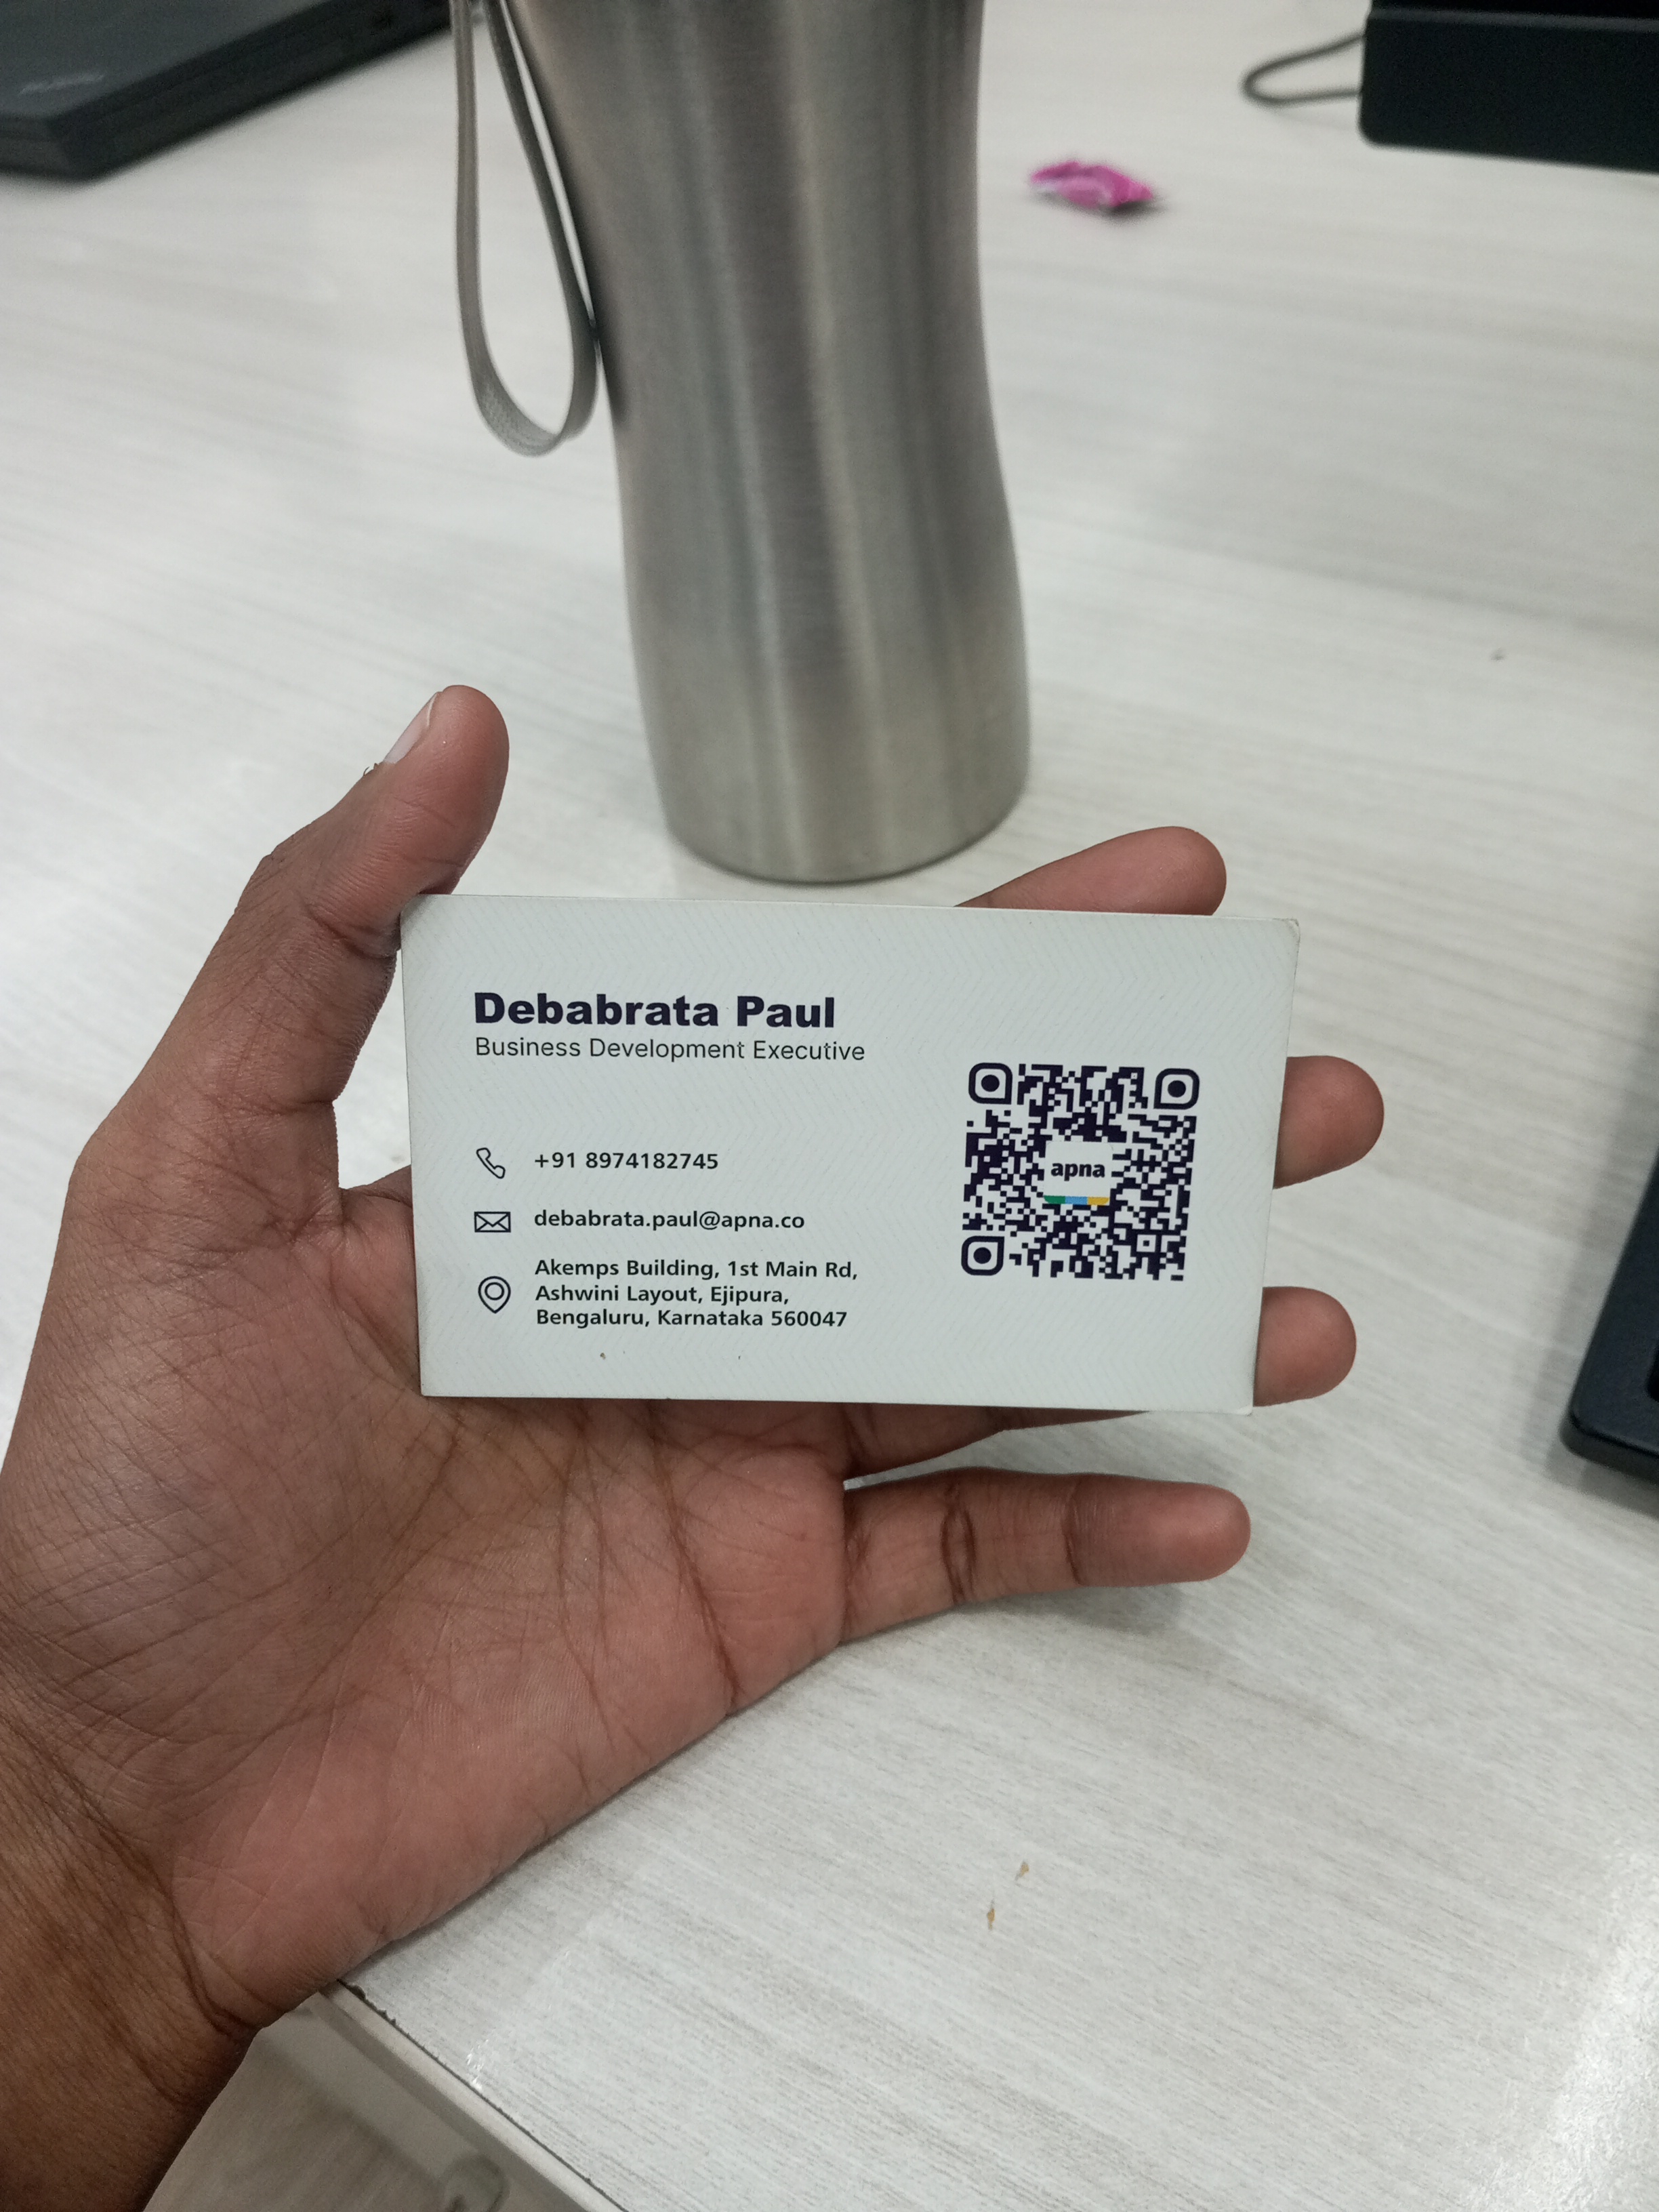 Debabrata Paul
Business Development Executive
+91 8974182745
debabrata.paul@apna.co
Akemps Building, 1st Main Rd,
Ashwini Layout, Ejipura,
Bengaluru, Karnataka 560047
apna